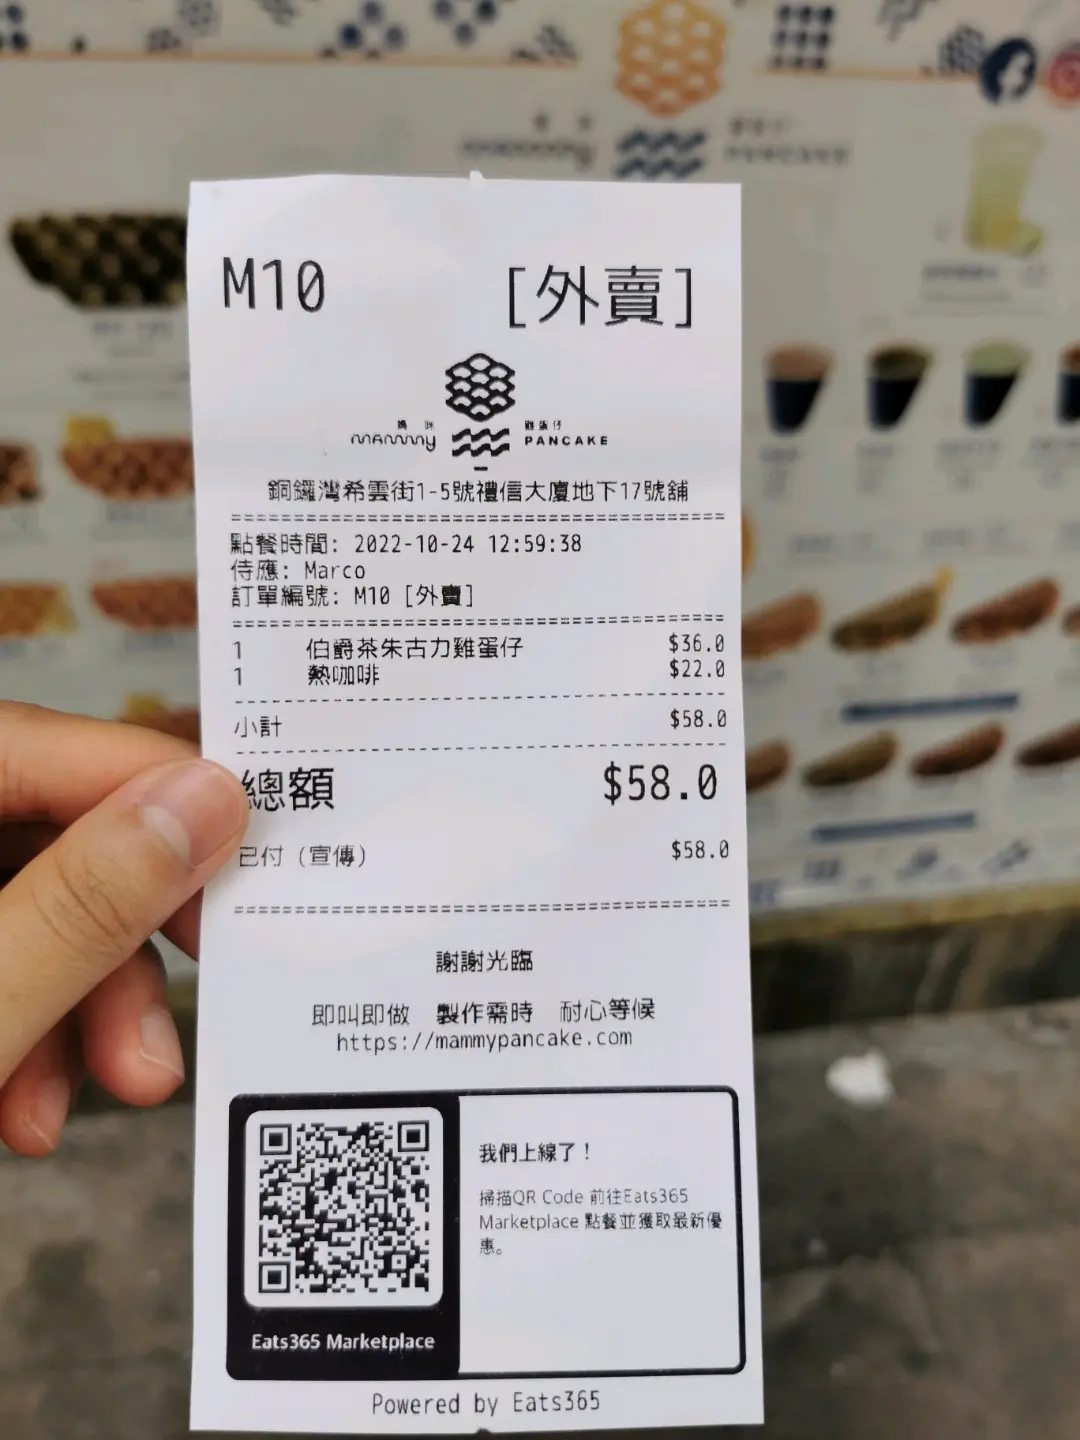 M10 [外賣]
媽咪 雞蛋仔
mammy PANCAKE
銅鑼灣希雲街1-5號禮信大廈地下17號舖
點餐時間: 2022-10-24 12:59:38
侍應: Marco
訂單編號: M10 [外賣]
1 伯爵茶朱古力雞蛋仔 $36.0
1 熱咖啡 $22.0
小計 $58.0
總額 $58.0
已付 (宣傳) $58.0
謝謝光臨
即叫即做 製作需時 耐心等候
https://mammypancake.com
我們上線了！
掃描QR Code 前往Eats365
Marketplace 點餐並獲取最新優
惠。
Eats365 Marketplace
Powered by Eats365
PANCAKE